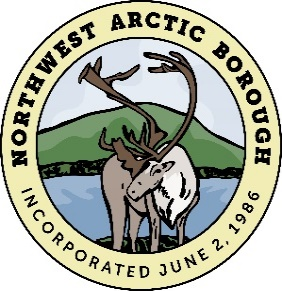 NORTHWEST ARCTIC BOROUGH
INCORPORATED JUNE 2, 1986